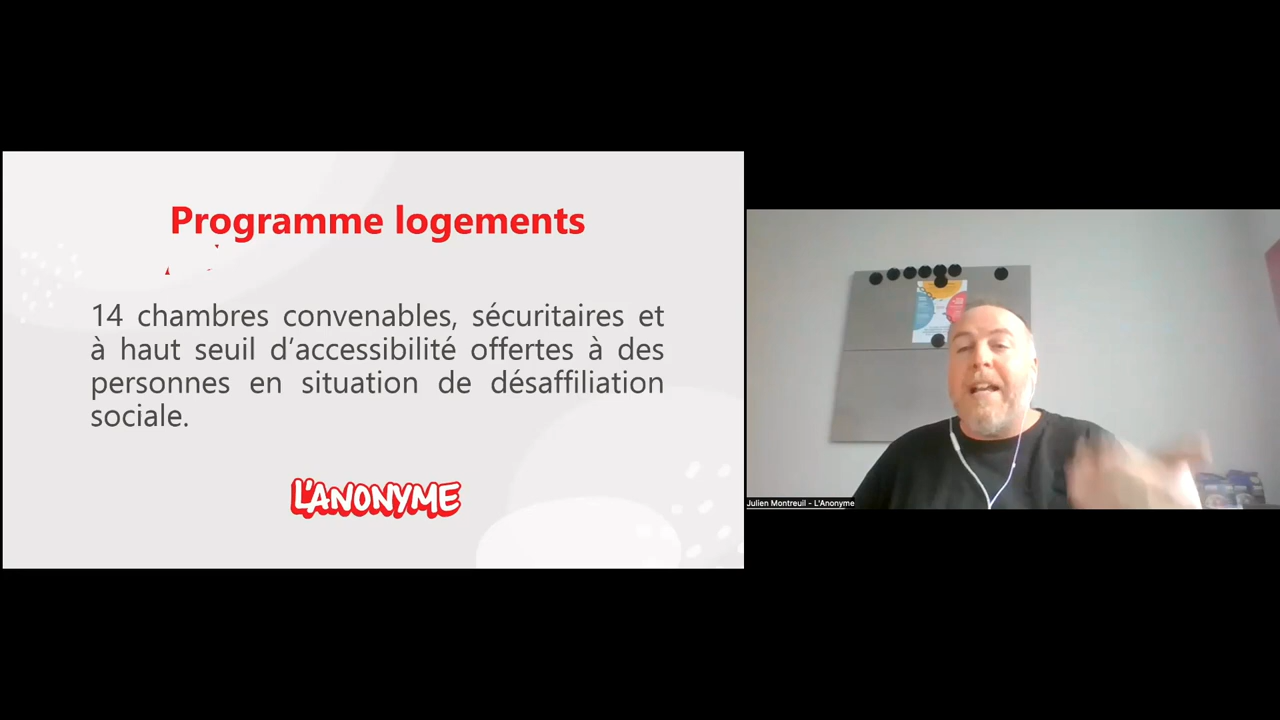 Programme logements
14 chambres convenables, sécuritaires et
à haut seuil d'accessibilité offertes à des
personnes en situation de désaffiliation
sociale.
L'ANONYME
Julien Montreuil - L'Anonyme